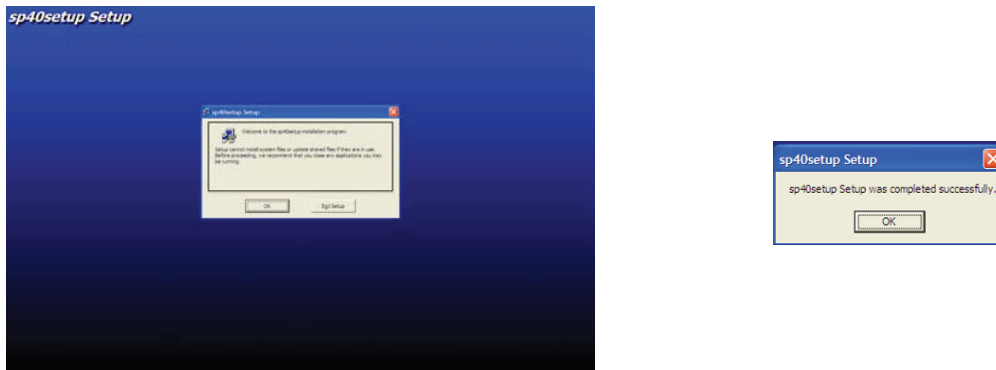 sp40setup Setup
sp40setup Setup
Welcome to the sp40setup installation program.
Setup cannot install system files or update shared files if they are in use.
Before proceeding, we recommend that you close any applications you may
be running.
OK
Exit Setup
sp40setup Setup
sp40setup Setup was completed successfully.
OK